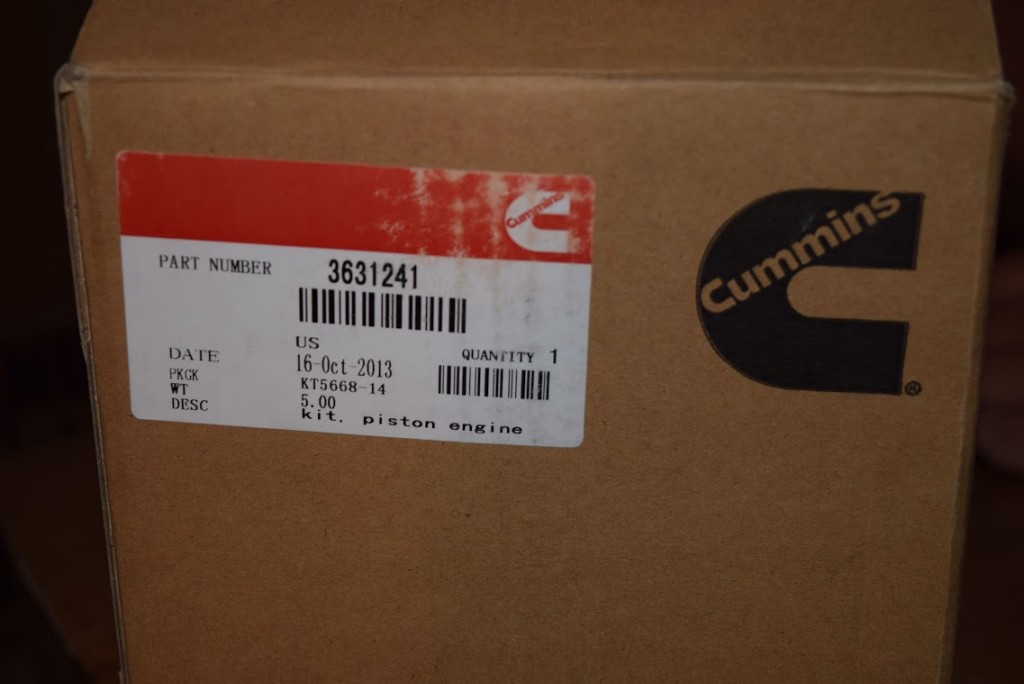 Cummins
PART NUMBER 3631241
US
DATE 16-Oct-2013 QUANTITY 1
PKGK KT5668-14
WT 5.00
DESC kit. piston engine
Cummins
®